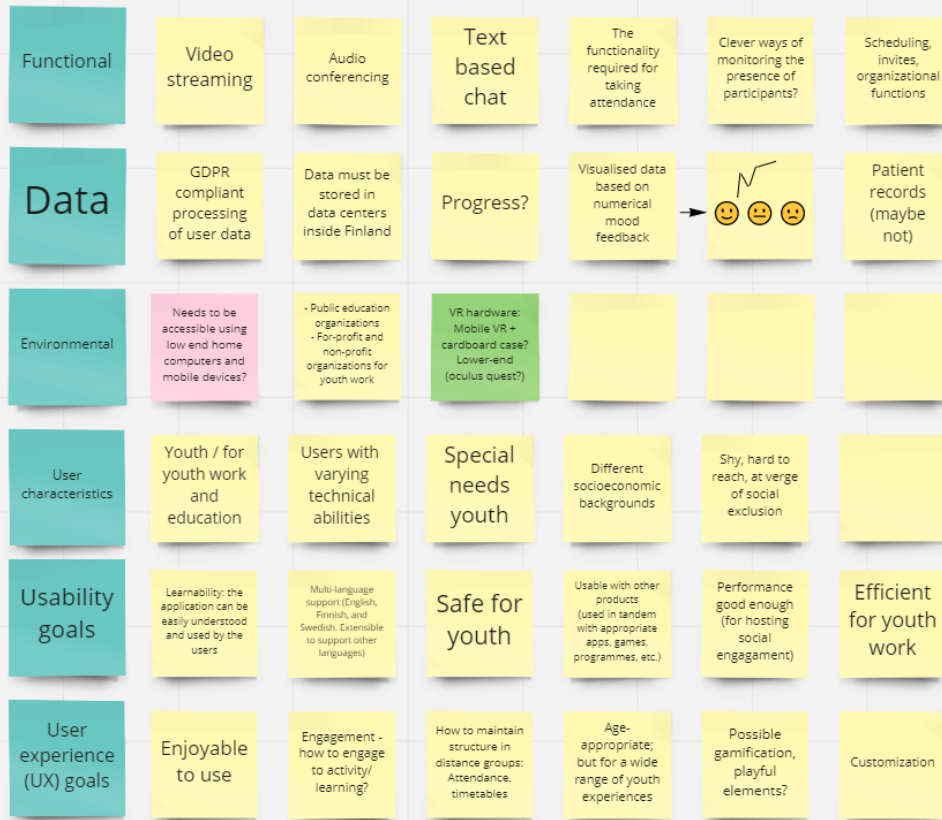 Functional
Video
streaming
Audio
conferencing
Text
based
chat
The
functionality
required for
taking
attendance
Clever ways of
monitoring the
presence of
participants?
Scheduling,
invites,
organizational
functions
Data
GDPR
compliant
processing
of user data
Data must be
stored in
data centers
inside Finland
Progress?
Visualised data
based on
numerical
mood
feedback
Patient
records
(maybe
not)
Environmental
Needs to be
accessible using
low end home
computers and
mobile devices?
- Public education
organizations
- For-profit and
non-profit
organizations for
youth work
VR hardware:
Mobile VR +
cardboard case?
Lower-end
(oculus quest?)
User
characteristics
Youth / for
youth work
and
education
Users with
varying
technical
abilities
Special
needs
youth
Different
socioeconomic
backgrounds
Shy, hard to
reach, at verge
of social
exclusion
Usability
goals
Learnability: the
application can be
easily understood
and used by the
users
Multi-language
support (English,
Finnish, and
Swedish. Extensible
to support other
languages)
Safe for
youth
Usable with other
products
(used in tandem
with appropriate
apps, games,
programmes, etc.)
Performance
good enough
(for hosting
social
engagament)
Efficient
for youth
work
User
experience
(UX) goals
Enjoyable
to use
Engagement -
how to engage
to activity/
learning?
How to maintain
structure in
distance groups:
Attendance,
timetables
Age-
appropriate;
but for a wide
range of youth
experiences
Possible
gamification,
playful
elements?
Customization